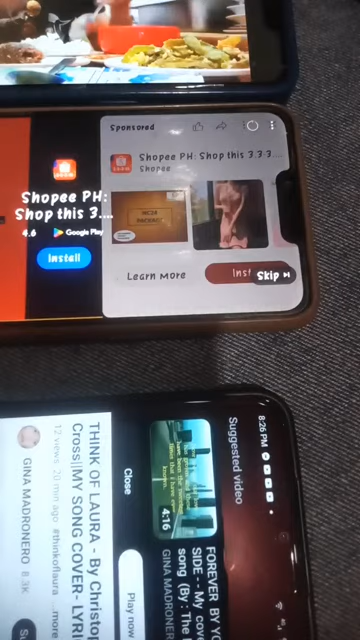 Sponsored
Shopee PH: Shop this 3.3-3...
Shopee
Shopee PH:
Shop this 3....
4.6
Google Play
Install
Learn More
Skip
8:26 PM
Suggested video
FOREVER BY YO
SIDE - - My co
song (By : The
GINA MADRONERO
4:16
Close
Play now
THINK OF LAURA - By Christop
Cross||MY SONG COVER- LYRI
12 views 20 min ago #thinkoflaura ...more
GINA MADRONERO 8.3K